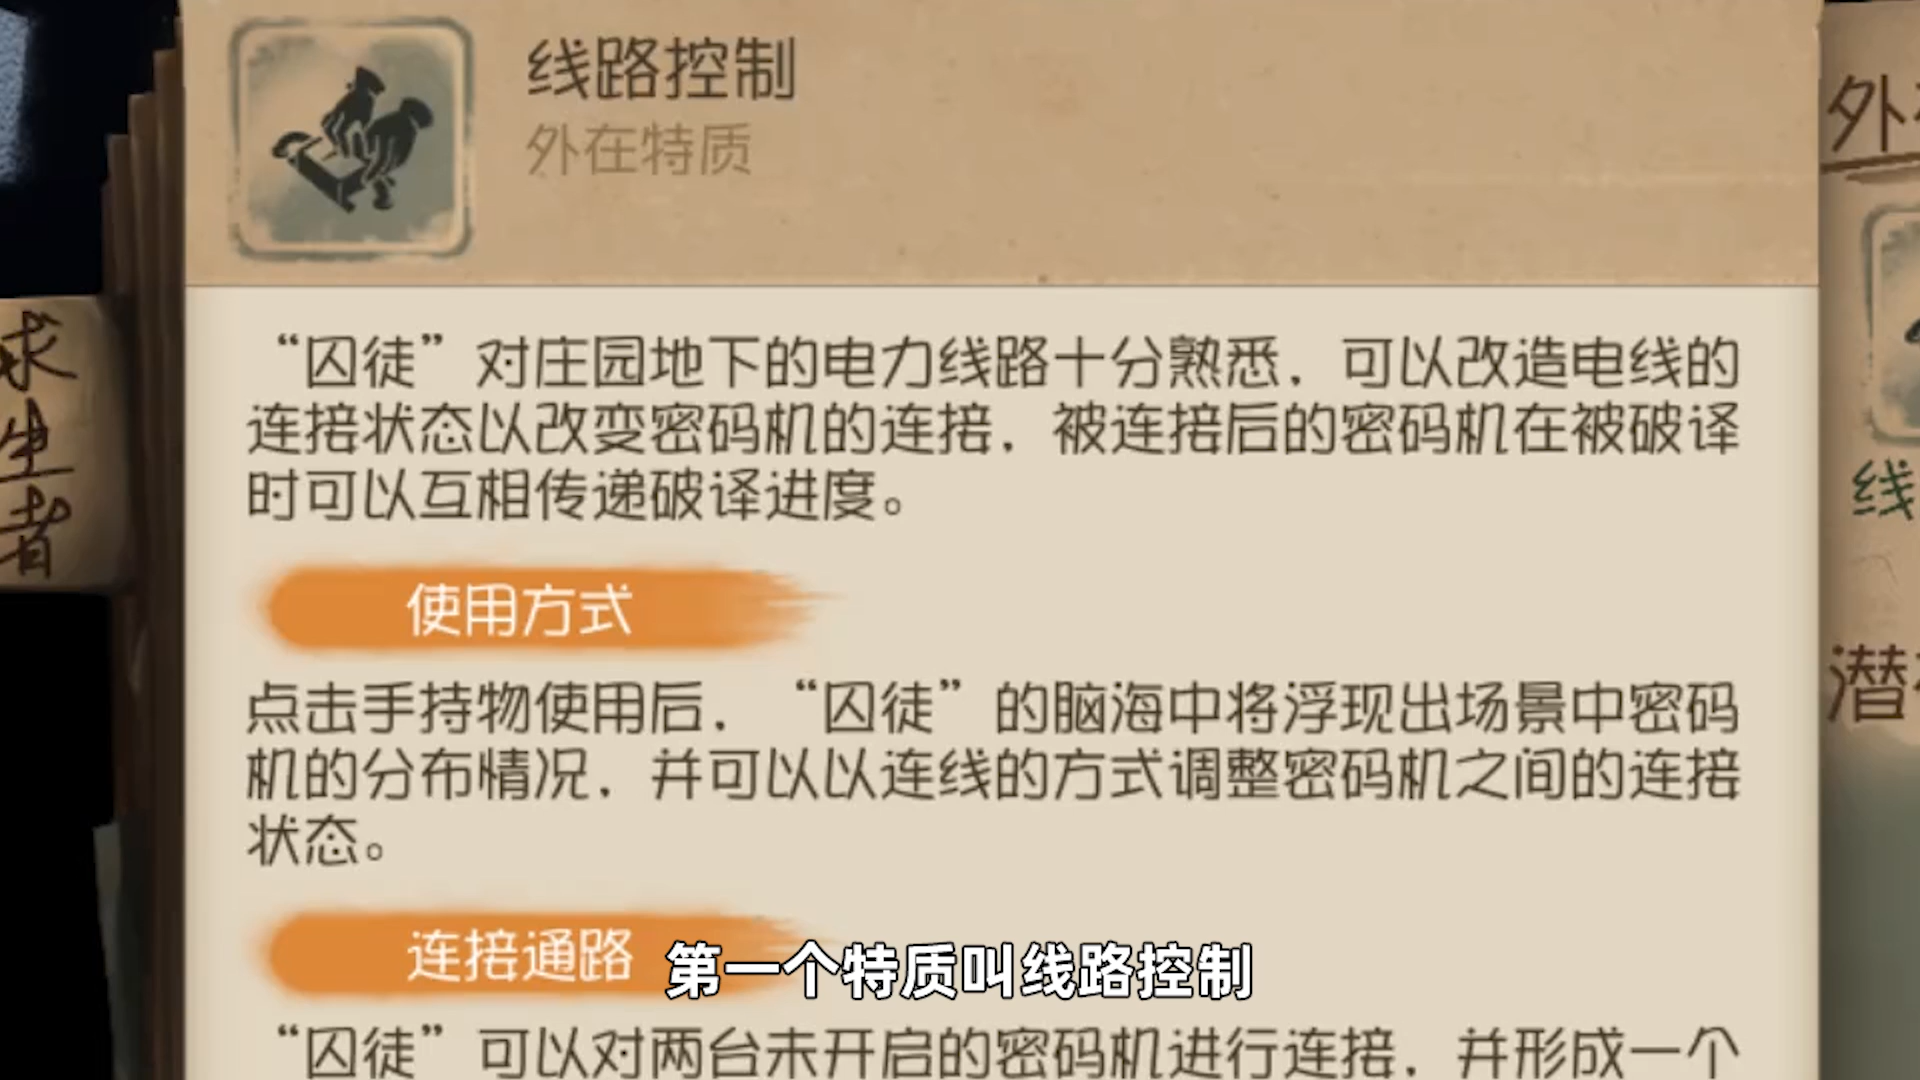 线路控制
外在特质
“囚徒”对庄园地下的电力线路十分熟悉，可以改造电线的
连接状态以改变密码机的连接，被连接后的密码机在被破译
时可以互相传递破译进度。
使用方式
点击手持物使用后，“囚徒”的脑海中将浮现出场景中密码
机的分布情况，并可以以连线的方式调整密码机之间的连接
状态。
连接通路
第一个特质叫线路控制
“囚徒”可以对两台未开启的密码机进行连接，并形成一个
求生者
外
线
潜